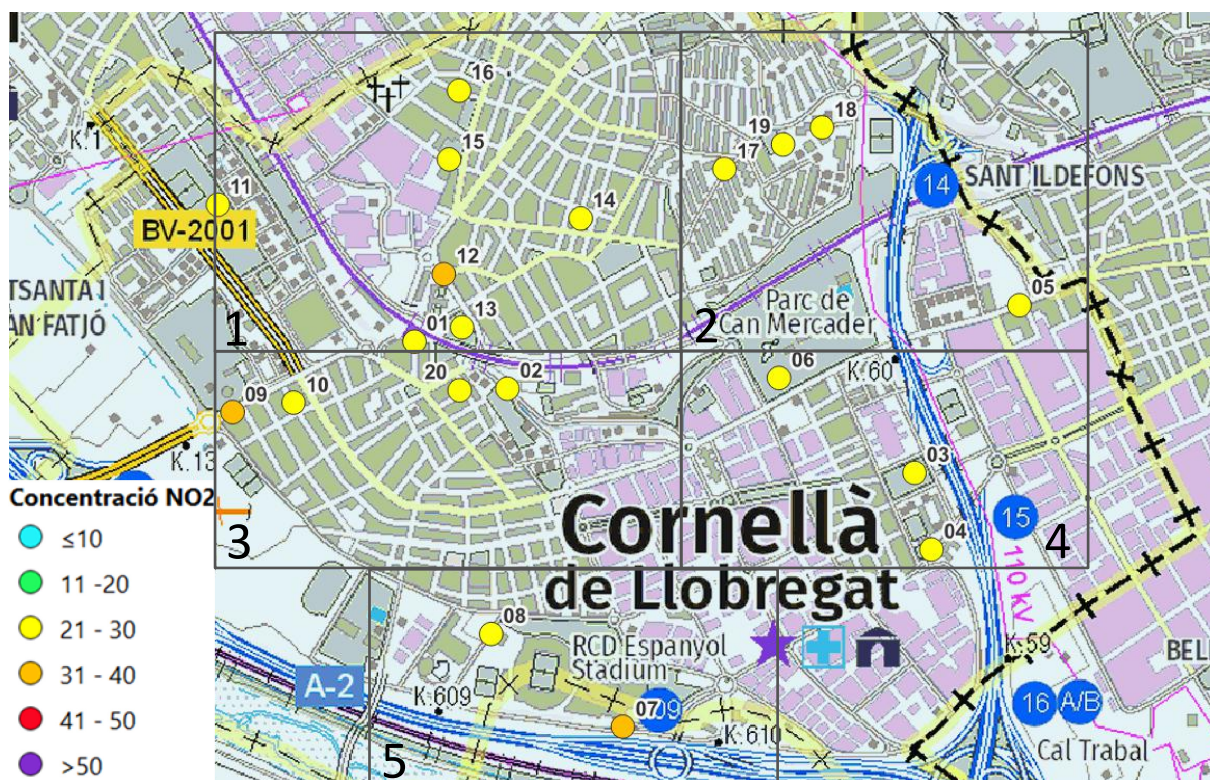 16
18
19
K.1
15
17
14
SANT ILDEFONS
11
14
BV-2001
12
TSANTA I
AN FATJÓ
05
Parc de
Can Mercader
01
13
1
2
20
02
06
K.60
09
10
K.13
03
Concentració NO2
≤10
11 -20
21 - 30
31 - 40
41 - 50
>50
3
Cornellà
de Llobregat
15
04
4
110 KV
08
RCD Espanyol
Stadium
K.59
BEL
A-2
K.609
07
09
16
A/B
K.610
5
Cal Trabal